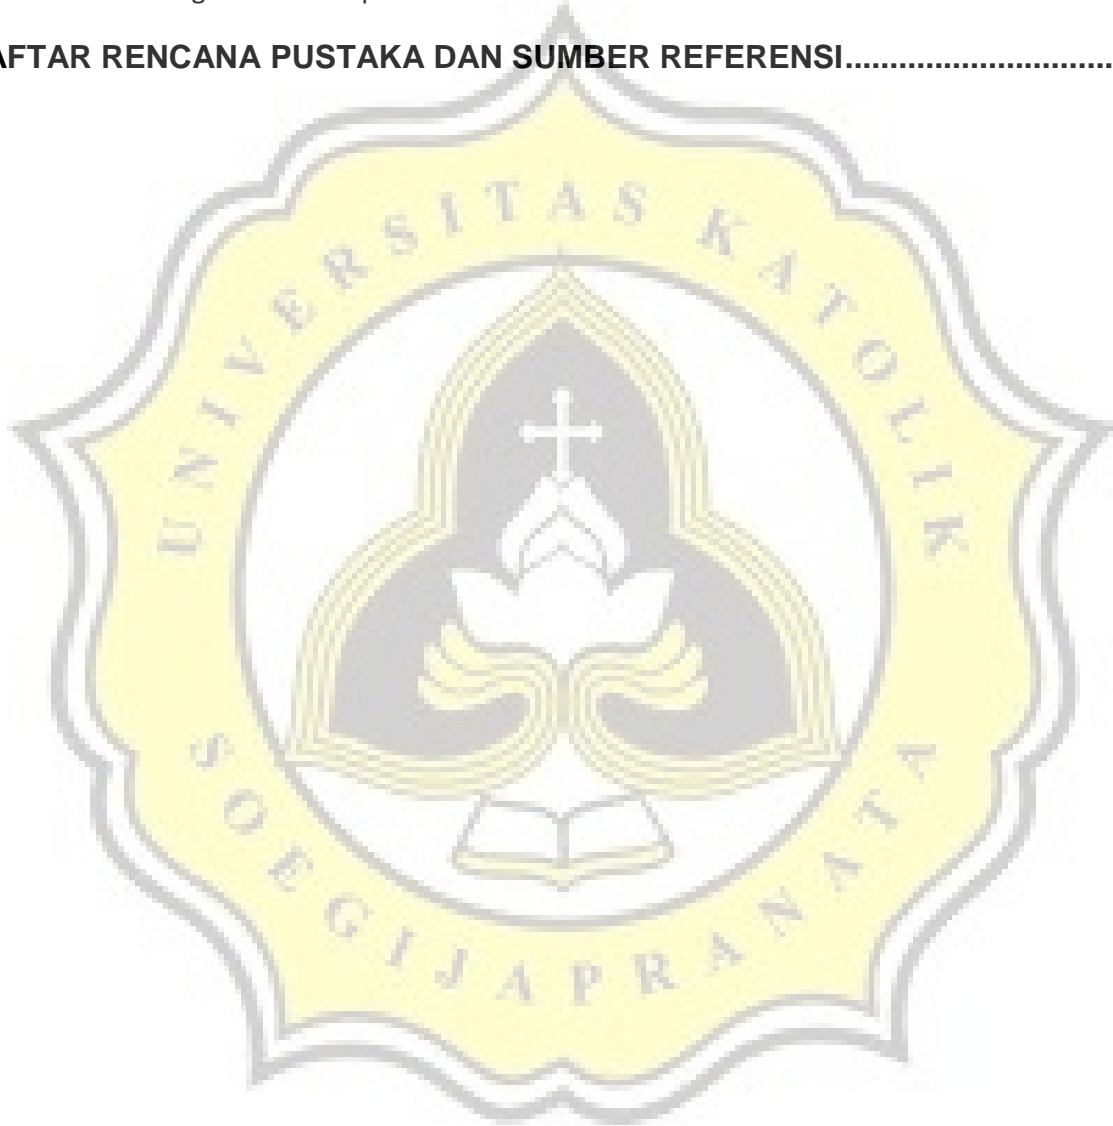 AFTAR RENCANA PUSTAKA DAN SUMBER REFERENSI..............................
UNIVERSITAS KATOLIK
SOEGIJAPRANATA